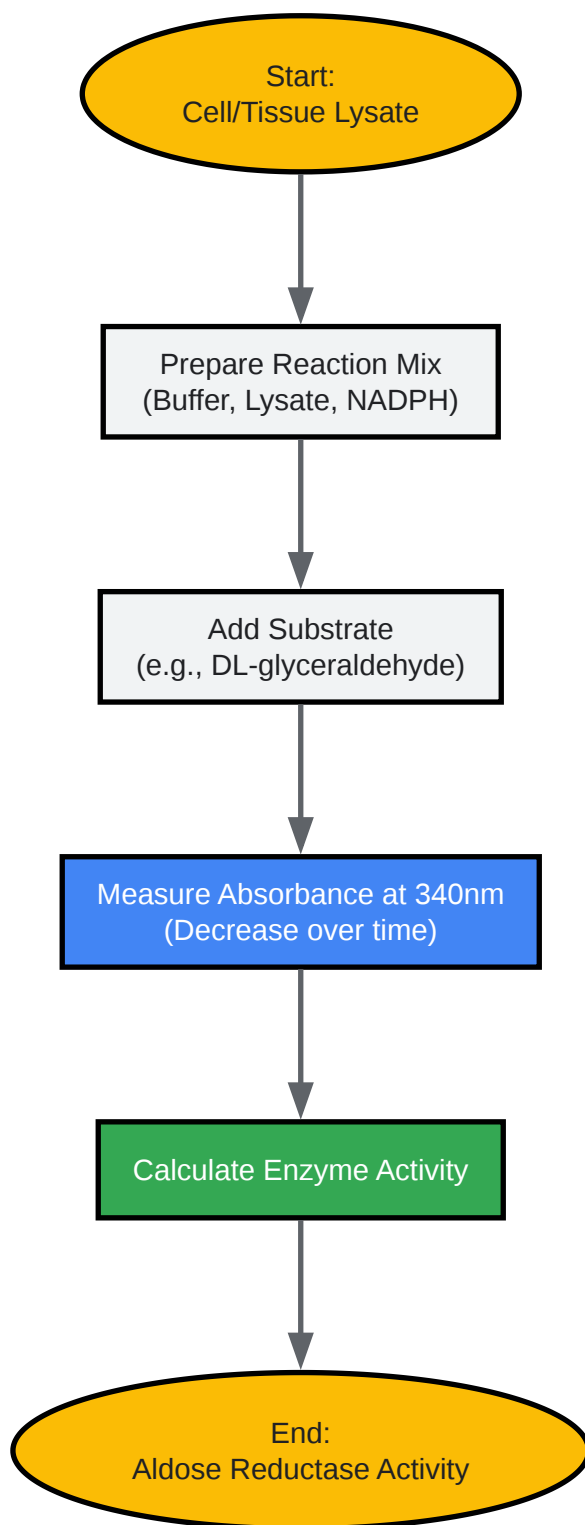 Start:
Cell/Tissue Lysate
Prepare Reaction Mix
(Buffer, Lysate, NADPH)
Add Substrate
(e.g., DL-glyceraldehyde)
Measure Absorbance at 340nm
(Decrease over time)
Calculate Enzyme Activity
End:
Aldose Reductase Activity